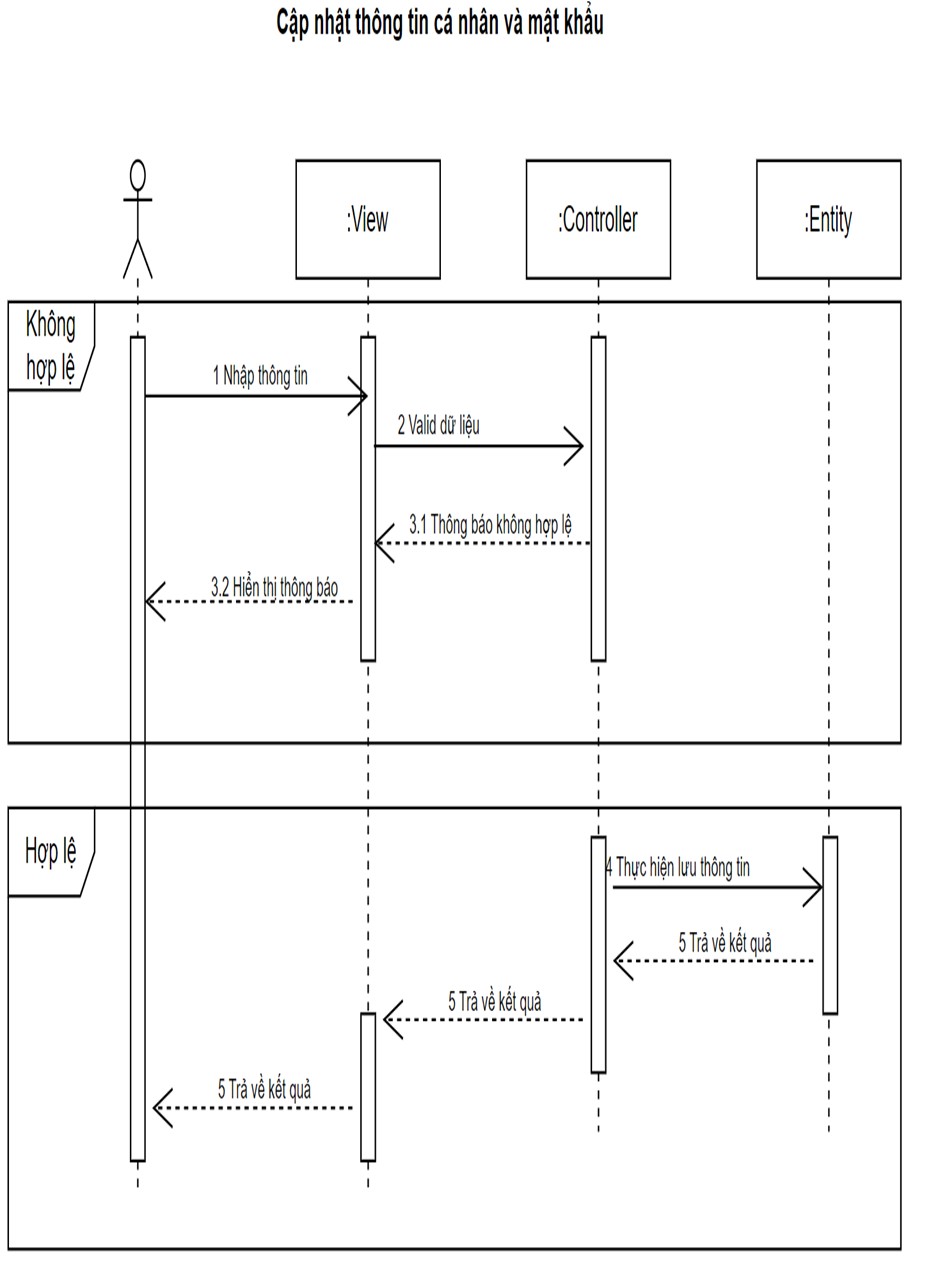 Cập nhật thông tin cá nhân và mật khẩu
:View
:Controller
:Entity
Không
hợp lệ
1 Nhập thông tin
2 Valid dữ liệu
3.1 Thông báo không hợp lệ
3.2 Hiển thị thông báo
Hợp lệ
4 Thực hiện lưu thông tin
5 Trả về kết quả
5 Trả về kết quả
5 Trả về kết quả